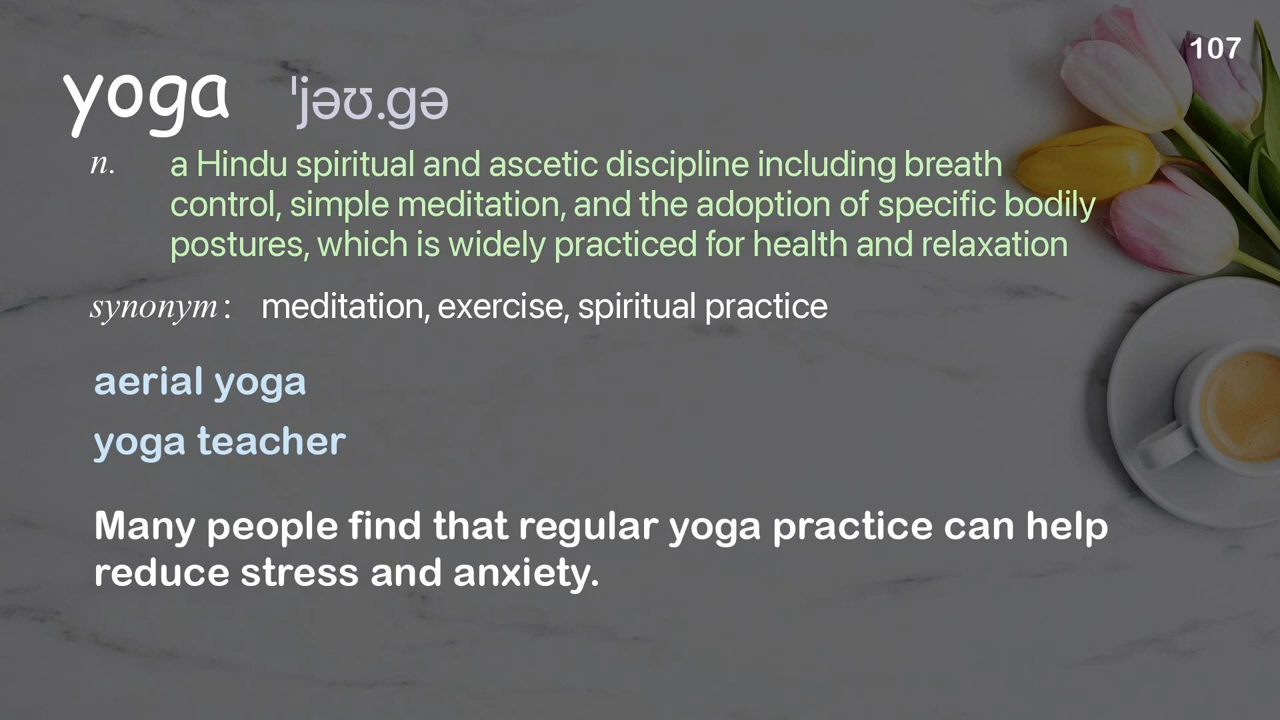 107
yoga ˈjəʊ.gə
n. a Hindu spiritual and ascetic discipline including breath
control, simple meditation, and the adoption of specific bodily
postures, which is widely practiced for health and relaxation
synonym: meditation, exercise, spiritual practice
aerial yoga
yoga teacher
Many people find that regular yoga practice can help
reduce stress and anxiety.